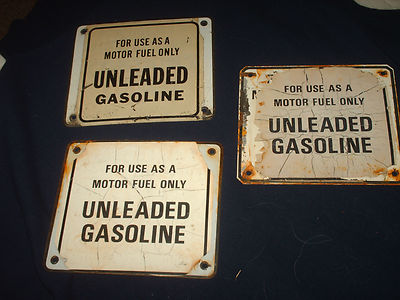 FOR USE AS A
MOTOR FUEL ONLY
UNLEADED
GASOLINE
FOR USE AS A
MOTOR FUEL ONLY
UNLEADED
GASOLINE
FOR USE AS A
MOTOR FUEL ONLY
UNLEADED
GASOLINE